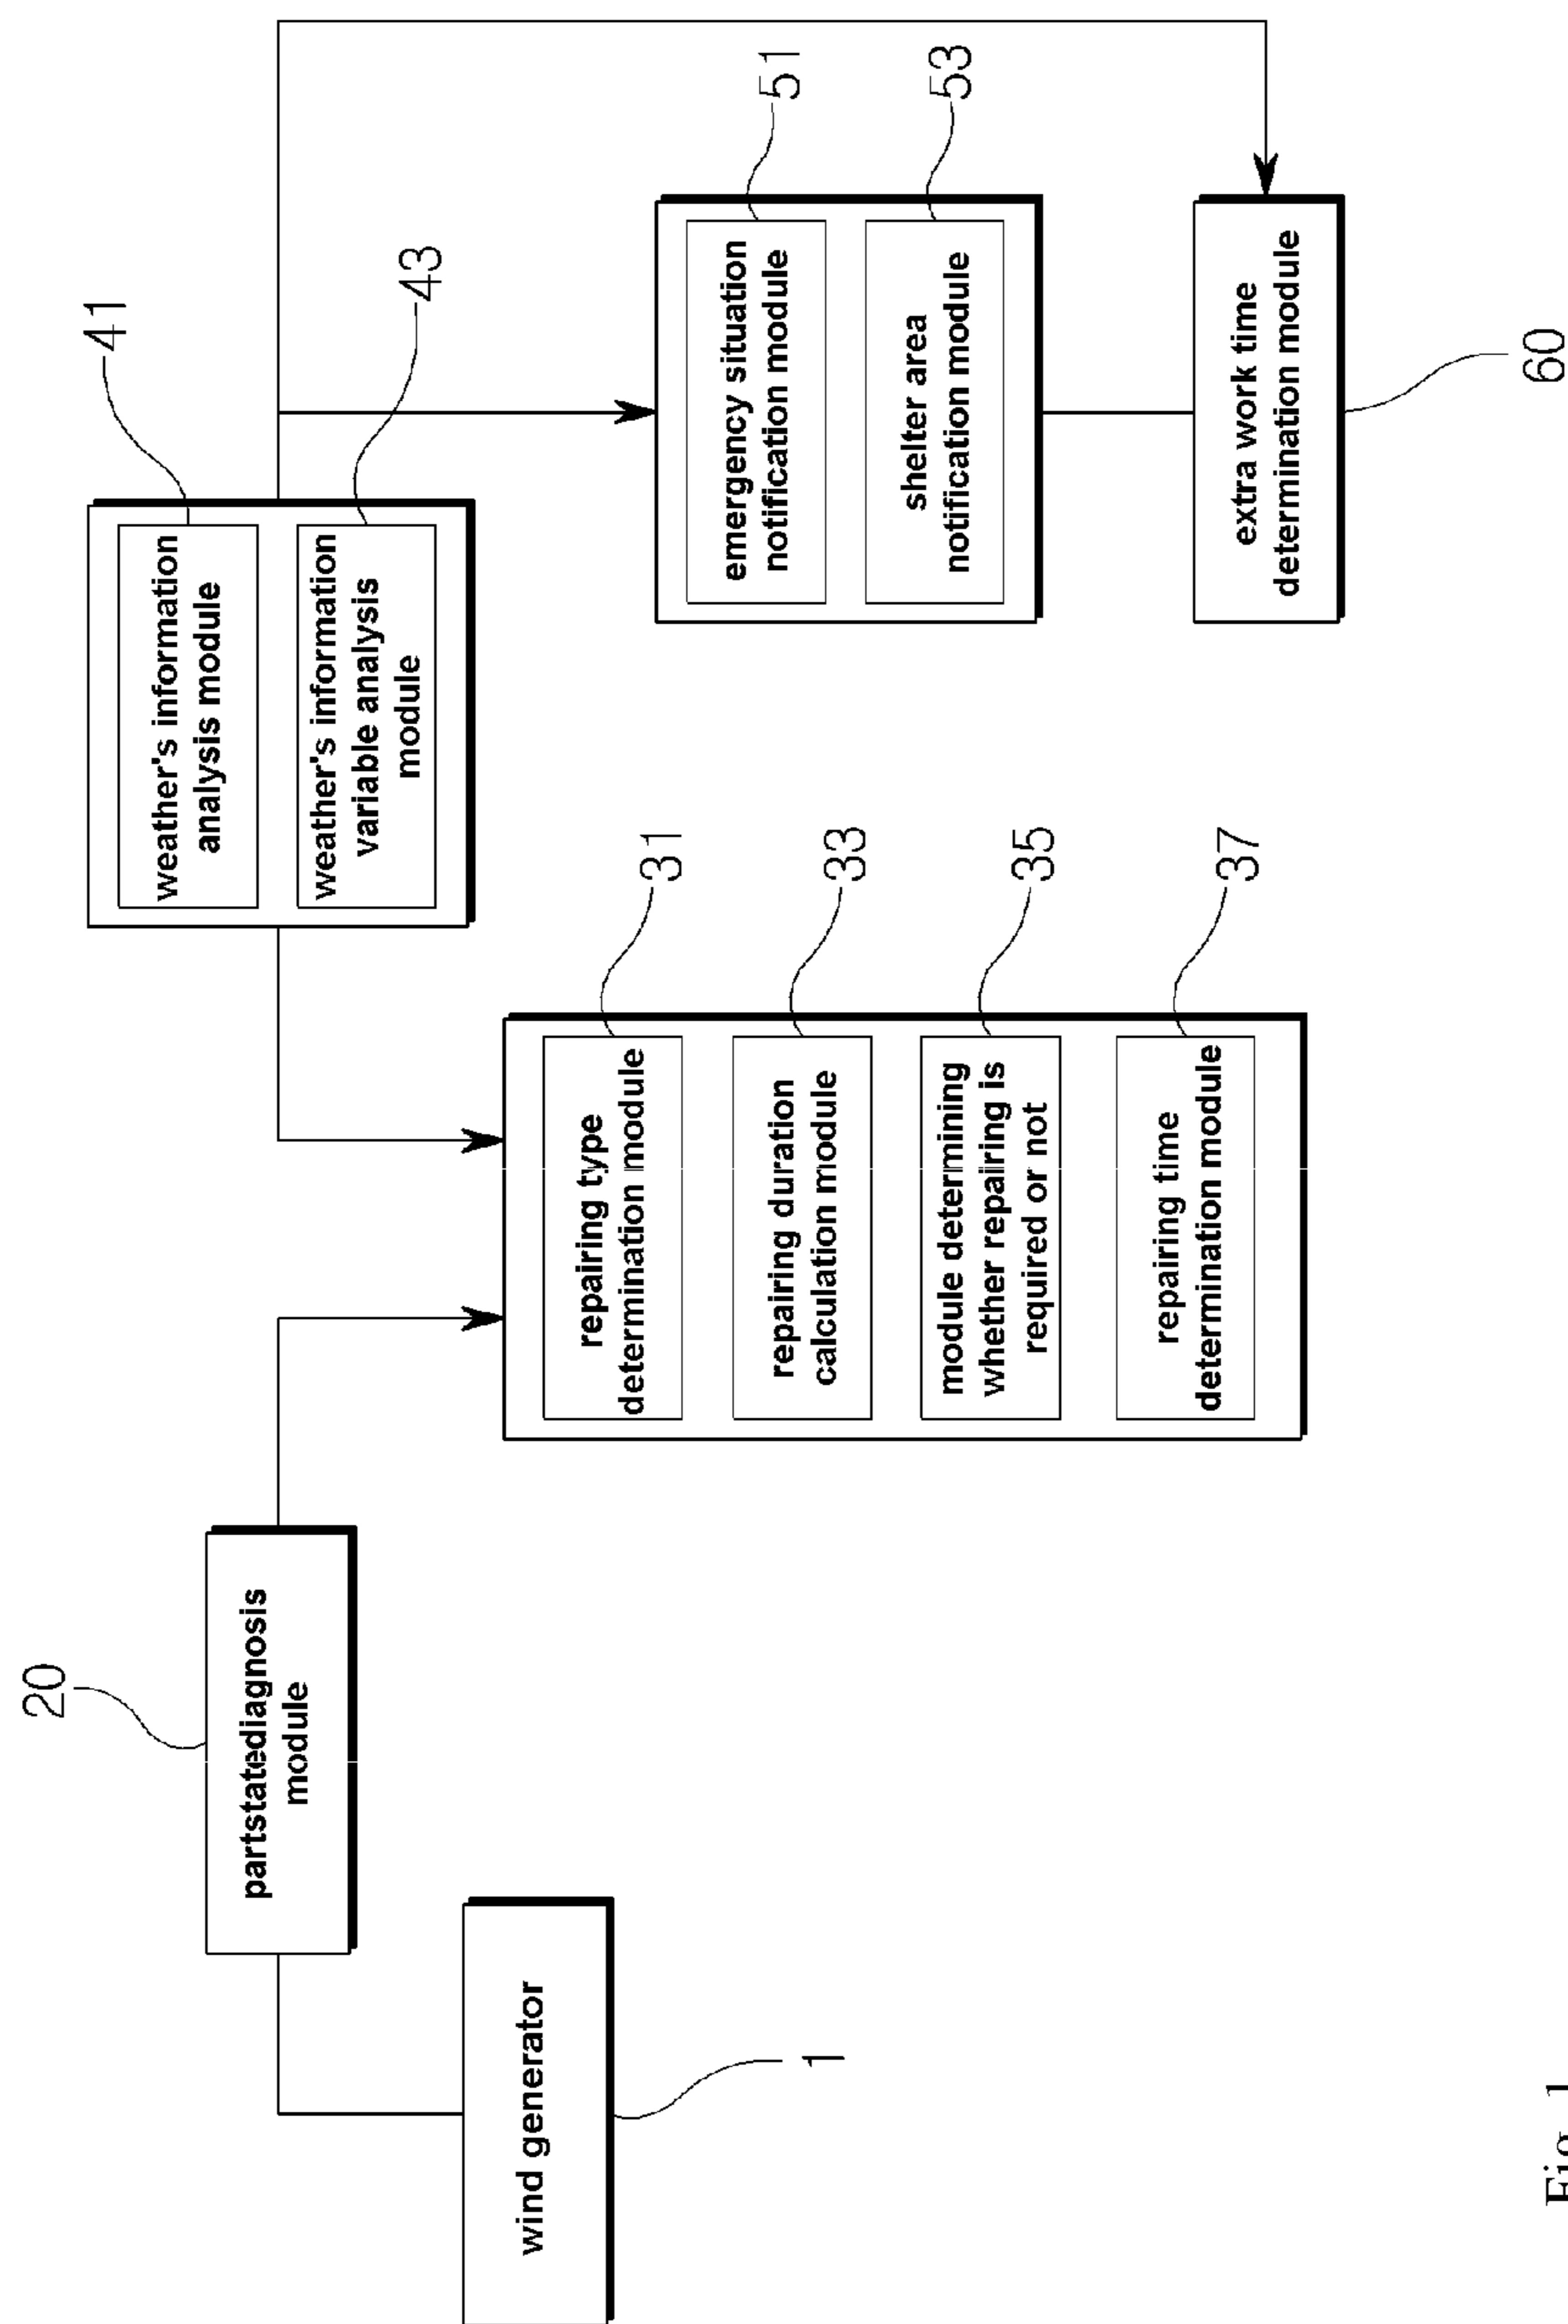 20
partstatediagnosis
module
wind generator
1
41
weather's information
analysis module
43
weather's information
variable analysis
module
31
repairing type
determination module
33
repairing duration
calculation module
35
module determining
whether repairing is
required or not
37
repairing time
determination module
51
emergency situation
notification module
53
shelter area
notification module
extra work time
determination module
60
Fig. 1